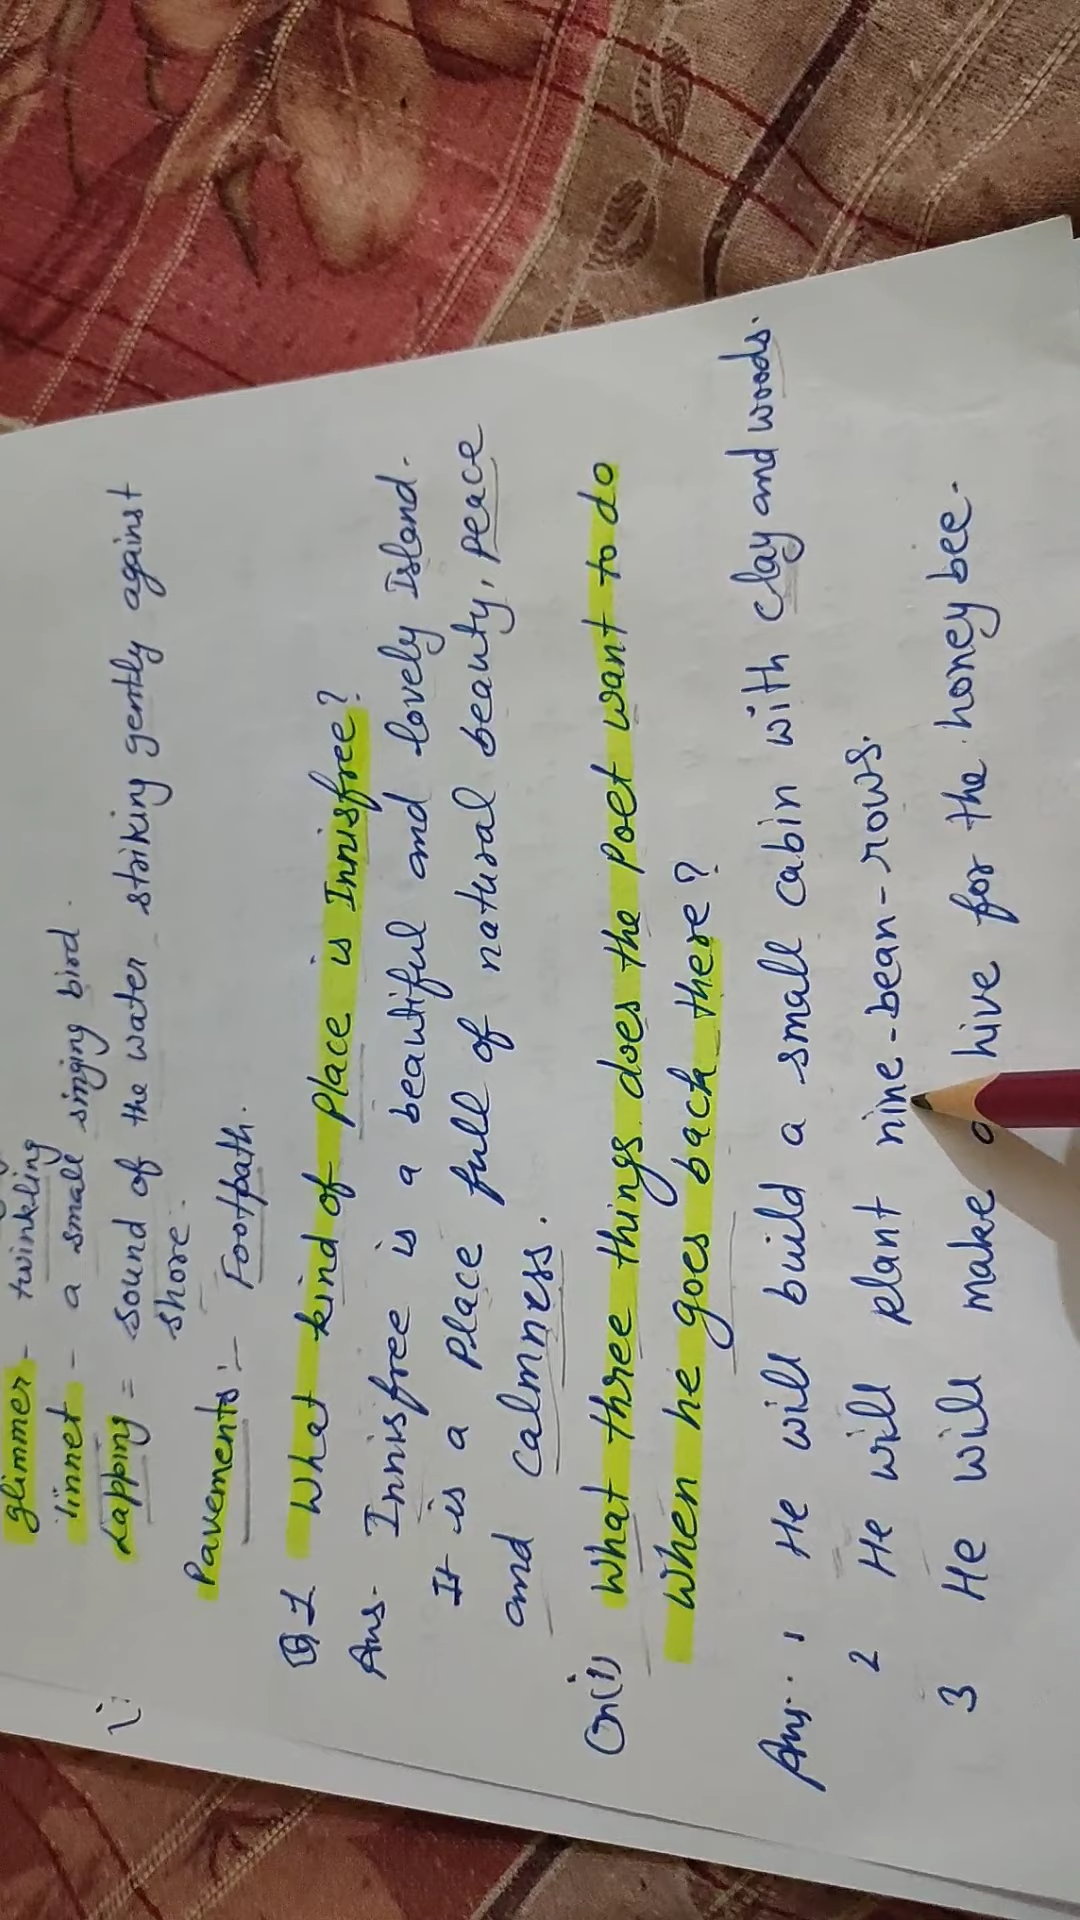 glimmer - twinkling
linnet - a small singing bird.
Lapping = sound of the water striking gently against
shore.
Pavements :- Footpath.
Q 1 What kind of Place is Innisfree?
Ans. Innisfree is a beautiful and lovely Island.
It is a Place full of natural beauty, peace
and calmness.
Qn(i) What three things does the Poet want to do
When he goes back there?
Ans. 1 He will build a small cabin with clay and woods.
2 He will plant nine-bean-rows.
3 He will make a hive for the honey bee.